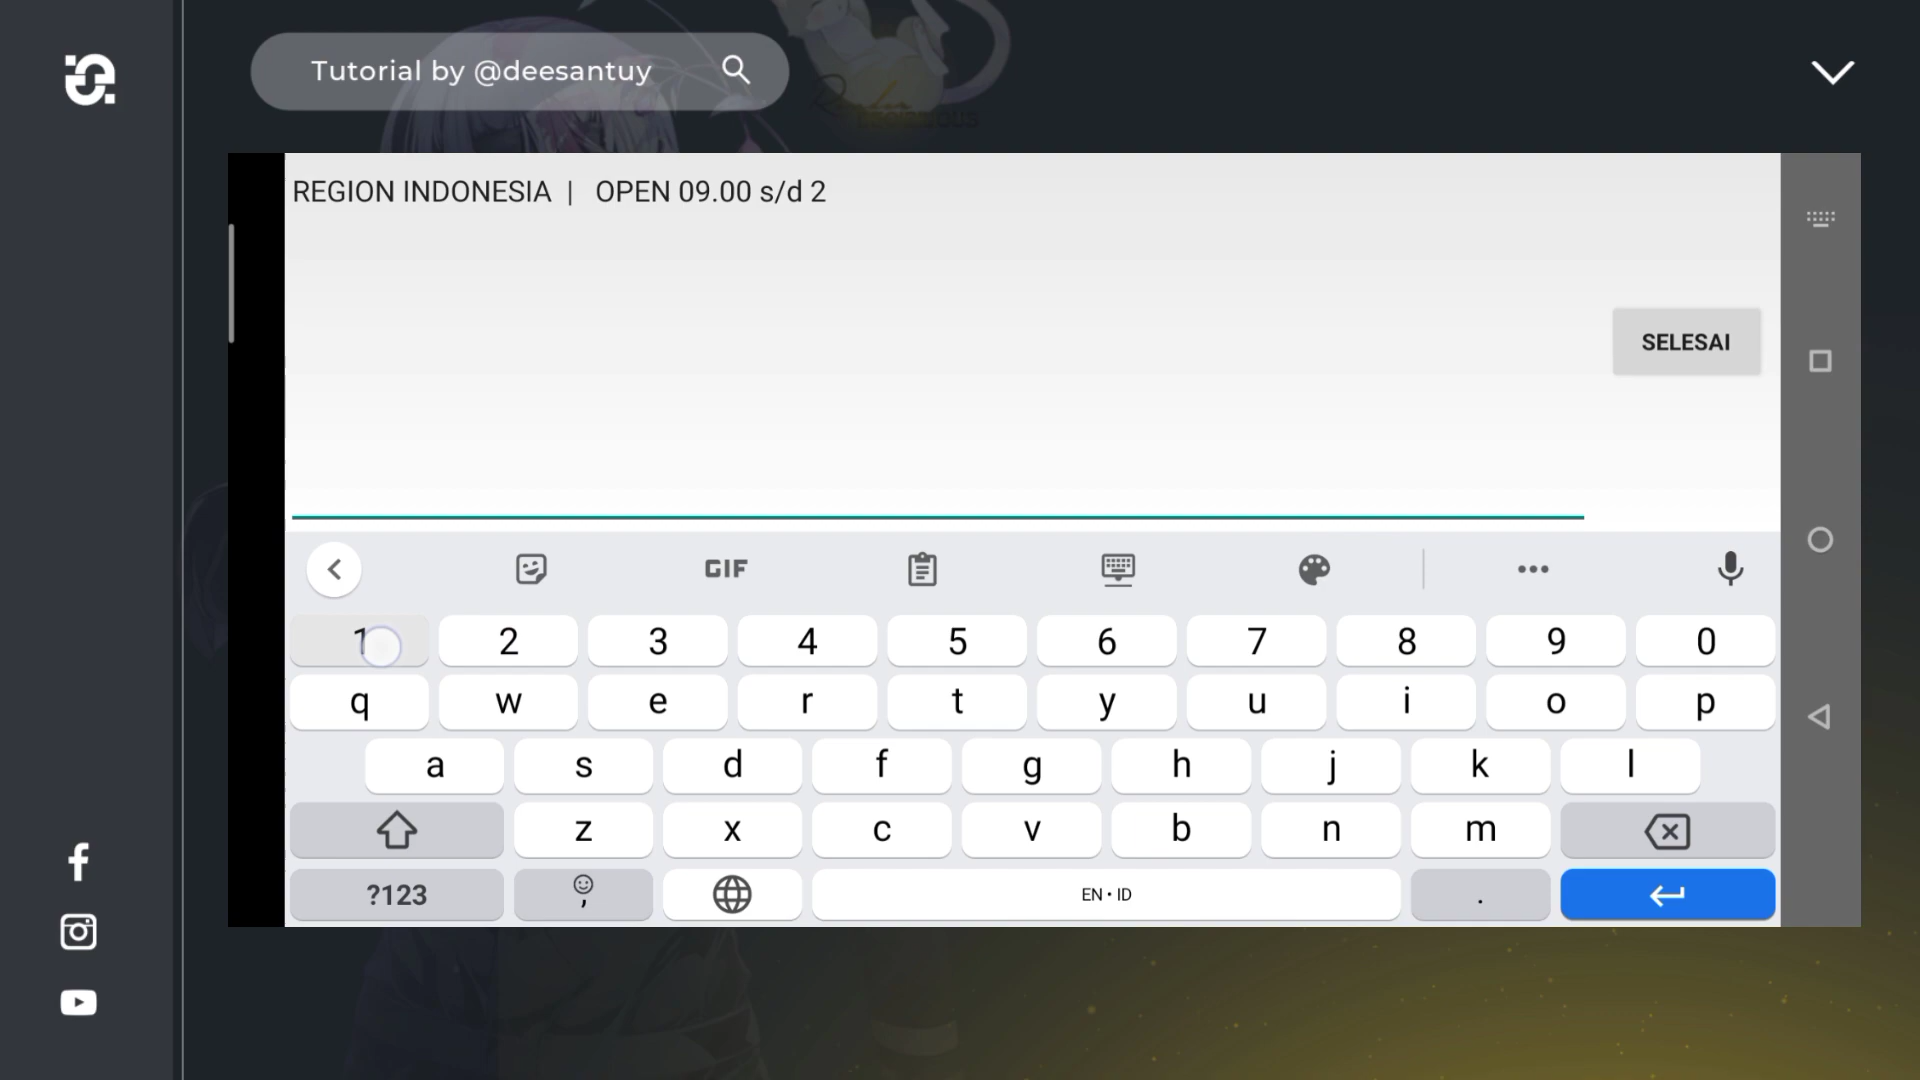 Tutorial by @deesantuy
REGION INDONESIA | OPEN 09.00 s/d 2
SELESAI
GIF
1 2 3 4 5 6 7 8 9 0
q w e r t y u i o p
a s d f g h j k l
z x c v b n m
?123 , EN • ID .